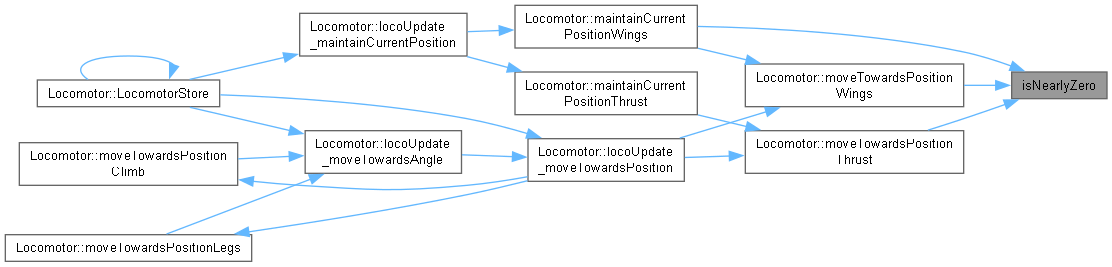 Locomotor::locoUpdate
_maintainCurrentPosition
Locomotor::maintainCurrent
PositionWings
Locomotor::LocomotorStore
Locomotor::maintainCurrent
PositionThrust
Locomotor::moveTowardsPosition
Wings
isNearlyZero
Locomotor::moveTowardsPosition
Climb
Locomotor::locoUpdate
_moveTowardsAngle
Locomotor::locoUpdate
_moveTowardsPosition
Locomotor::moveTowardsPosition
Thrust
Locomotor::moveTowardsPositionLegs